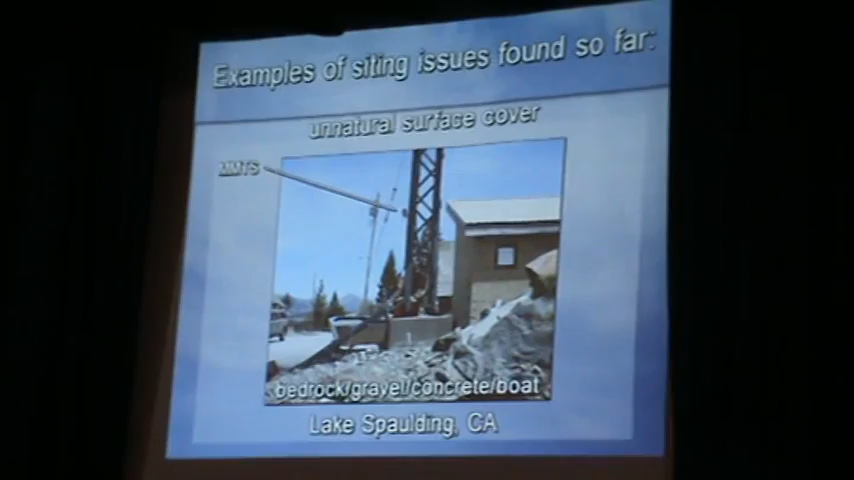 Examples of siting issues found so far:
unnatural surface cover
MMTS
bedrock/gravel/concrete/boat
Lake Spaulding, CA